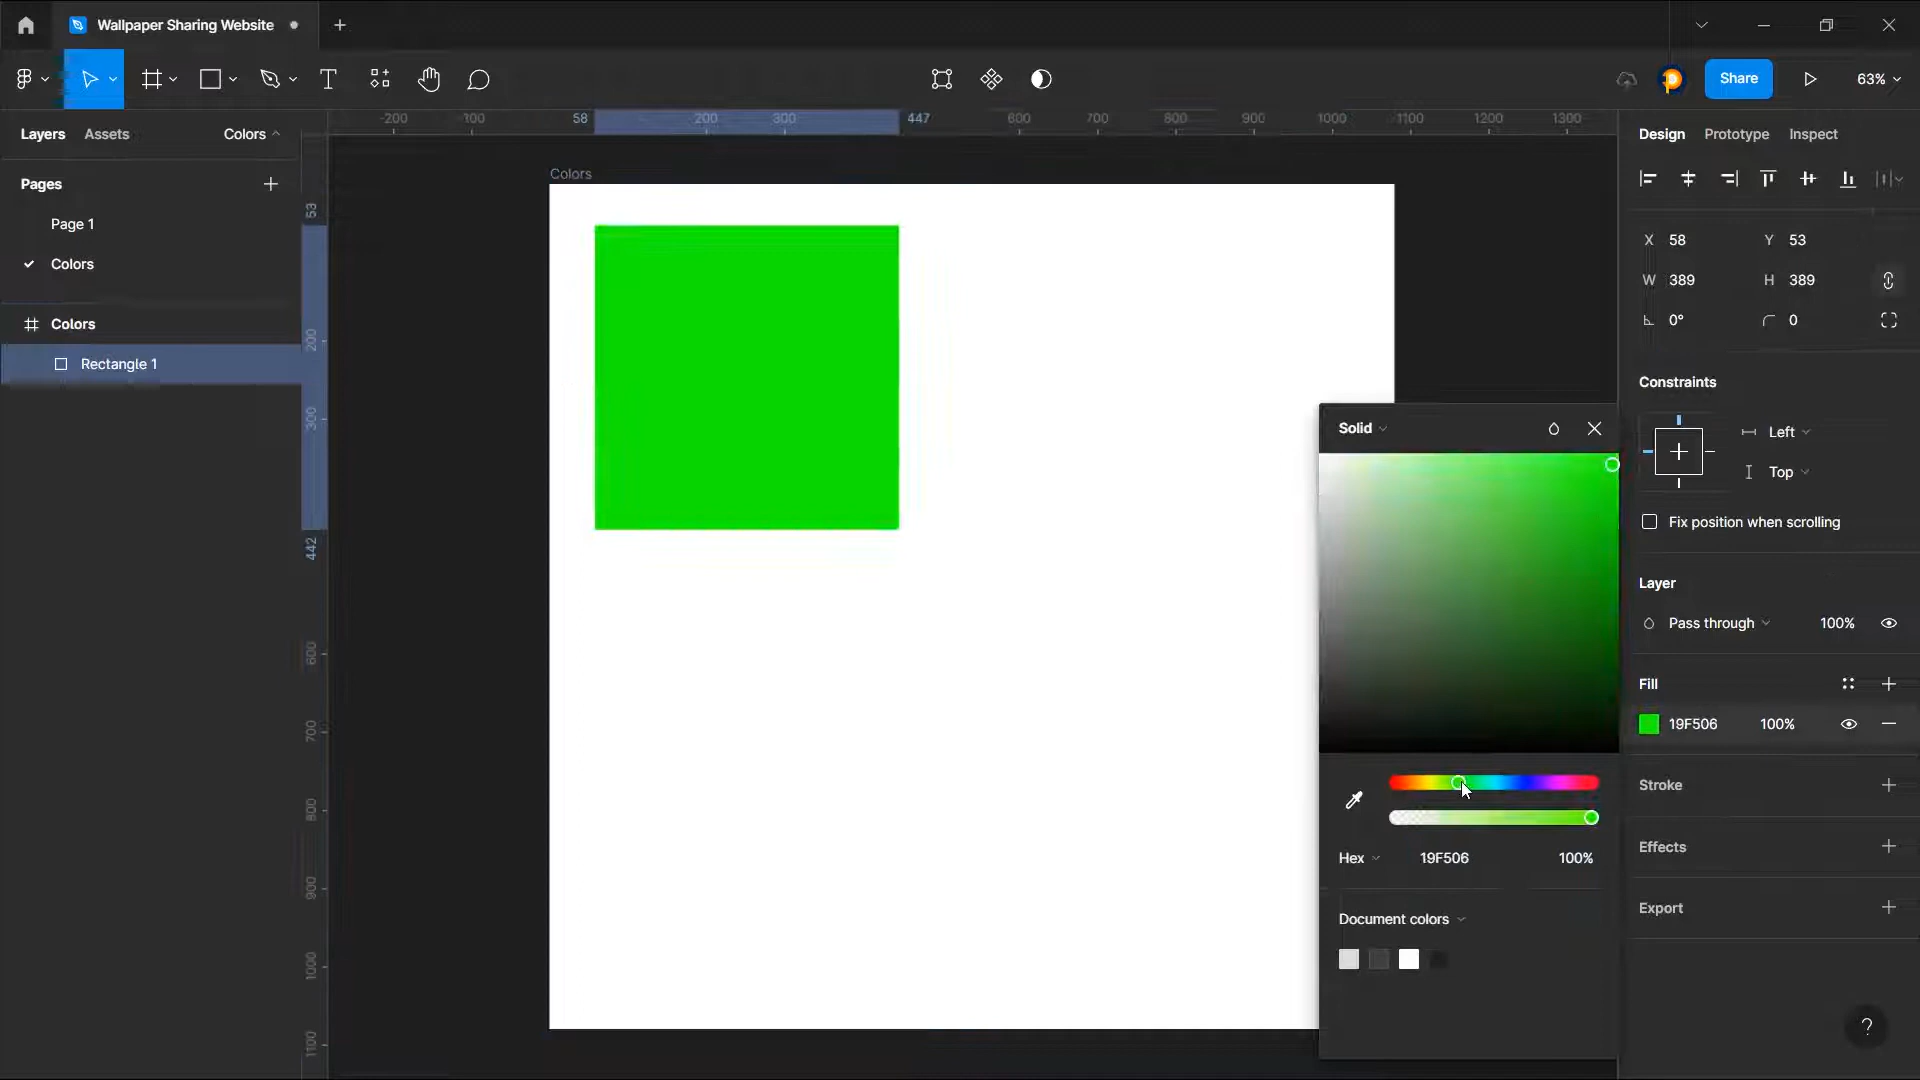 Wallpaper Sharing Website
Share
63%
Layers
Assets
Colors
Pages
Page 1
Colors
Colors
Rectangle 1
-200
-100
58
200
300
447
600
700
800
900
1000
1100
1200
1300
53
200
300
442
600
700
800
900
1000
1100
Colors
Solid
Hex
19F506
100%
Document colors
Design
Prototype
Inspect
X 58
Y 53
W 389
H 389
0°
0
Constraints
Left
Top
Fix position when scrolling
Layer
Pass through
100%
Fill
19F506
100%
Stroke
Effects
Export
?